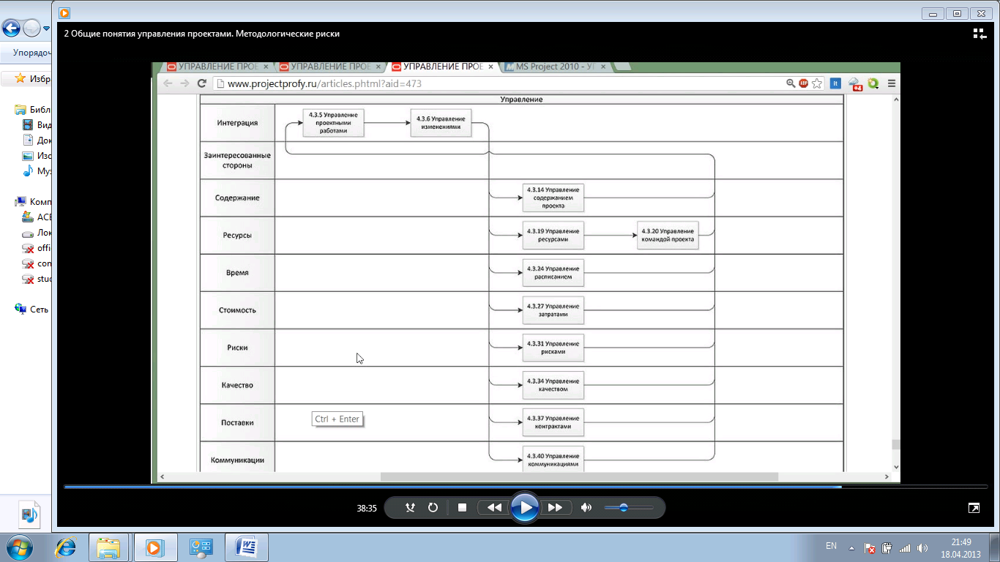 2 Общие понятия управления проектами. Методологические риски
Упорядоч
Избр
Библ
Вид
Док
Изо
Муз
Комп
ACE
Лок
offi
con
stud
Сеть
УПРАВЛЕНИЕ ПРОЕ
УПРАВЛЕНИЕ ПРОЕ
УПРАВЛЕНИЕ ПРОЕ
MS Project 2010 - У
www.projectprofy.ru/articles.phtml?aid=473
ABP
lt
+4
Управление
Интеграция
4.3.5 Управление
проектными
работами
4.3.6 Управление
изменениями
Заинтересованные
стороны
Содержание
4.3.14 Управление
содержанием
проекта
Ресурсы
4.3.19 Управление
ресурсами
4.3.20 Управление
командой проекта
Время
4.3.24 Управление
расписанием
Стоимость
4.3.27 Управление
затратами
Риски
4.3.31 Управление
рисками
Качество
4.3.34 Управление
качеством
Поставки
Ctrl + Enter
4.3.37 Управление
контрактами
Коммуникации
4.3.40 Управление
коммуникациями
38:35
EN
21:49
18.04.2013